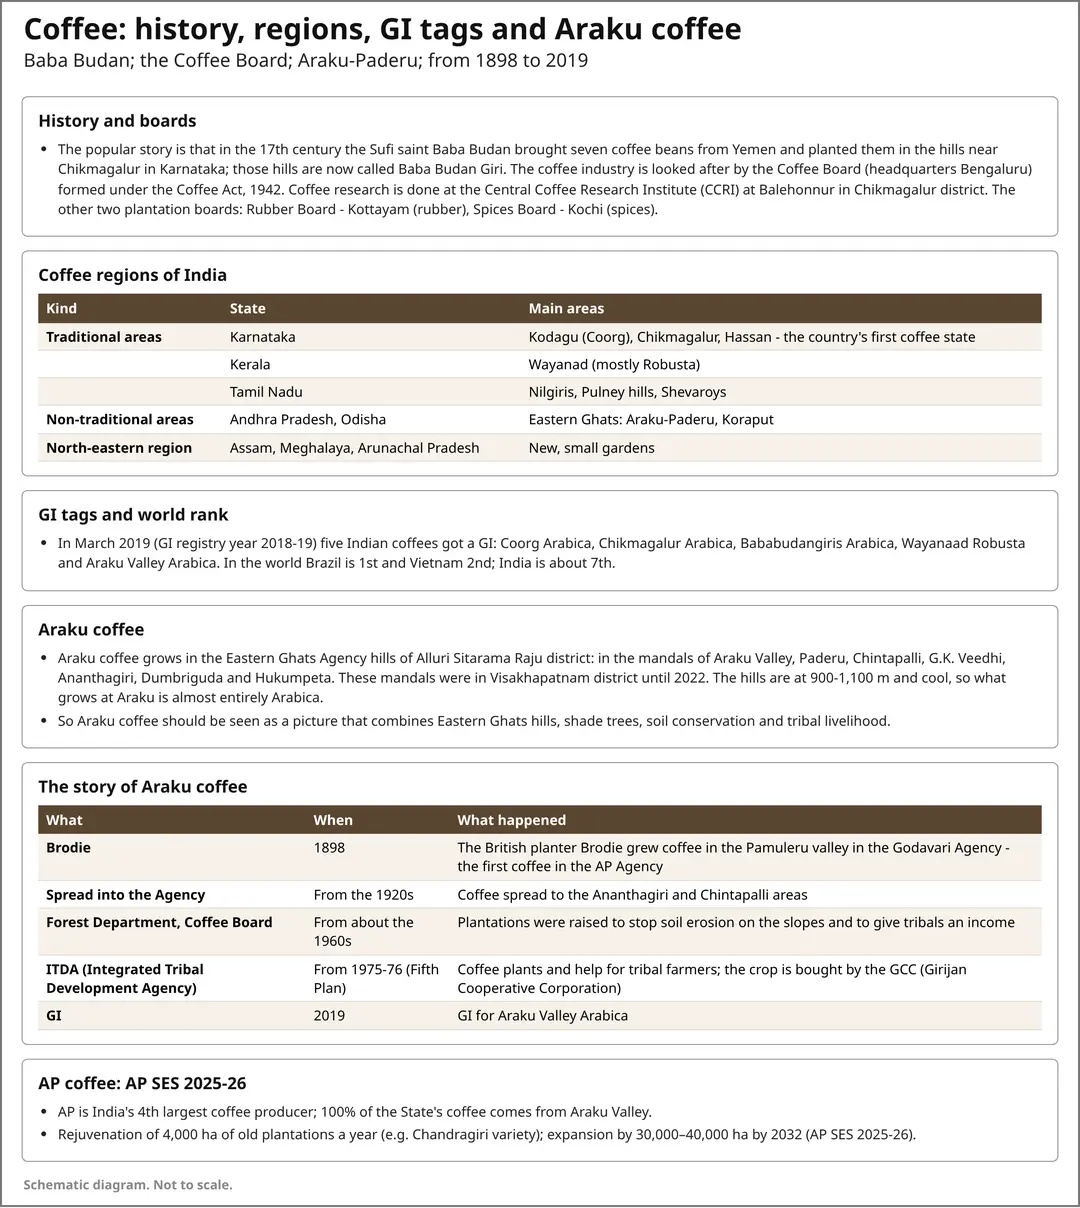 Coffee: history, regions, GI tags and Araku coffee
Baba Budan; the Coffee Board; Araku-Paderu; from 1898 to 2019
History and boards
• The popular story is that in the 17th century the Sufi saint Baba Budan brought seven coffee beans from Yemen and planted them in the hills near
Chikmagalur in Karnataka; those hills are now called Baba Budan Giri. The coffee industry is looked after by the Coffee Board (headquarters Bengaluru)
formed under the Coffee Act, 1942. Coffee research is done at the Central Coffee Research Institute (CCRI) at Balehonnur in Chikmagalur district. The
other two plantation boards: Rubber Board - Kottayam (rubber), Spices Board - Kochi (spices).
Coffee regions of India
Kind State Main areas
Traditional areas Karnataka Kodagu (Coorg), Chikmagalur, Hassan - the country's first coffee state
Kerala Wayanad (mostly Robusta)
Tamil Nadu Nilgiris, Pulney hills, Shevaroys
Non-traditional areas Andhra Pradesh, Odisha Eastern Ghats: Araku-Paderu, Koraput
North-eastern region Assam, Meghalaya, Arunachal Pradesh New, small gardens
GI tags and world rank
• In March 2019 (GI registry year 2018-19) five Indian coffees got a GI: Coorg Arabica, Chikmagalur Arabica, Bababudangiris Arabica, Wayanaad Robusta
and Araku Valley Arabica. In the world Brazil is 1st and Vietnam 2nd; India is about 7th.
Araku coffee
• Araku coffee grows in the Eastern Ghats Agency hills of Alluri Sitarama Raju district: in the mandals of Araku Valley, Paderu, Chintapalli, G.K. Veedhi,
Ananthagiri, Dumbriguda and Hukumpeta. These mandals were in Visakhapatnam district until 2022. The hills are at 900-1,100 m and cool, so what
grows at Araku is almost entirely Arabica.
• So Araku coffee should be seen as a picture that combines Eastern Ghats hills, shade trees, soil conservation and tribal livelihood.
The story of Araku coffee
What When What happened
Brodie 1898 The British planter Brodie grew coffee in the Pamuleru valley in the Godavari Agency -
the first coffee in the AP Agency
Spread into the Agency From the 1920s Coffee spread to the Ananthagiri and Chintapalli areas
Forest Department, Coffee Board From about the Plantations were raised to stop soil erosion on the slopes and to give tribals an income
1960s
ITDA (Integrated Tribal From 1975-76 (Fifth Coffee plants and help for tribal farmers; the crop is bought by the GCC (Girijan
Development Agency) Plan) Cooperative Corporation)
GI 2019 GI for Araku Valley Arabica
AP coffee: AP SES 2025-26
• AP is India's 4th largest coffee producer; 100% of the State's coffee comes from Araku Valley.
• Rejuvenation of 4,000 ha of old plantations a year (e.g. Chandragiri variety); expansion by 30,000–40,000 ha by 2032 (AP SES 2025-26).
Schematic diagram. Not to scale.